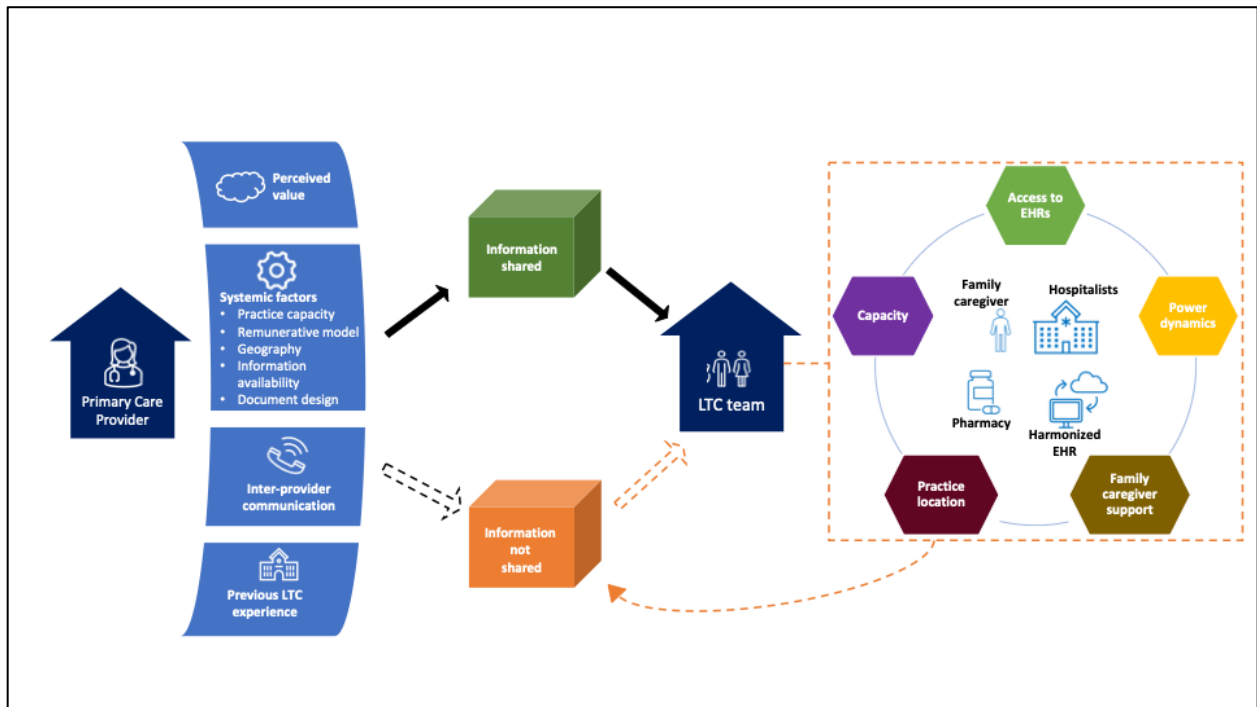 Primary Care
Provider
Perceived
value
Systemic factors
• Practice capacity
• Remunerative model
• Geography
• Information
availability
• Document design
Inter-provider
communication
Previous LTC
experience
Information
shared
Information
not
shared
LTC team
Access to
EHRs
Capacity
Power
dynamics
Practice
location
Family
caregiver
support
Family
caregiver
Hospitalists
Pharmacy
Harmonized
EHR